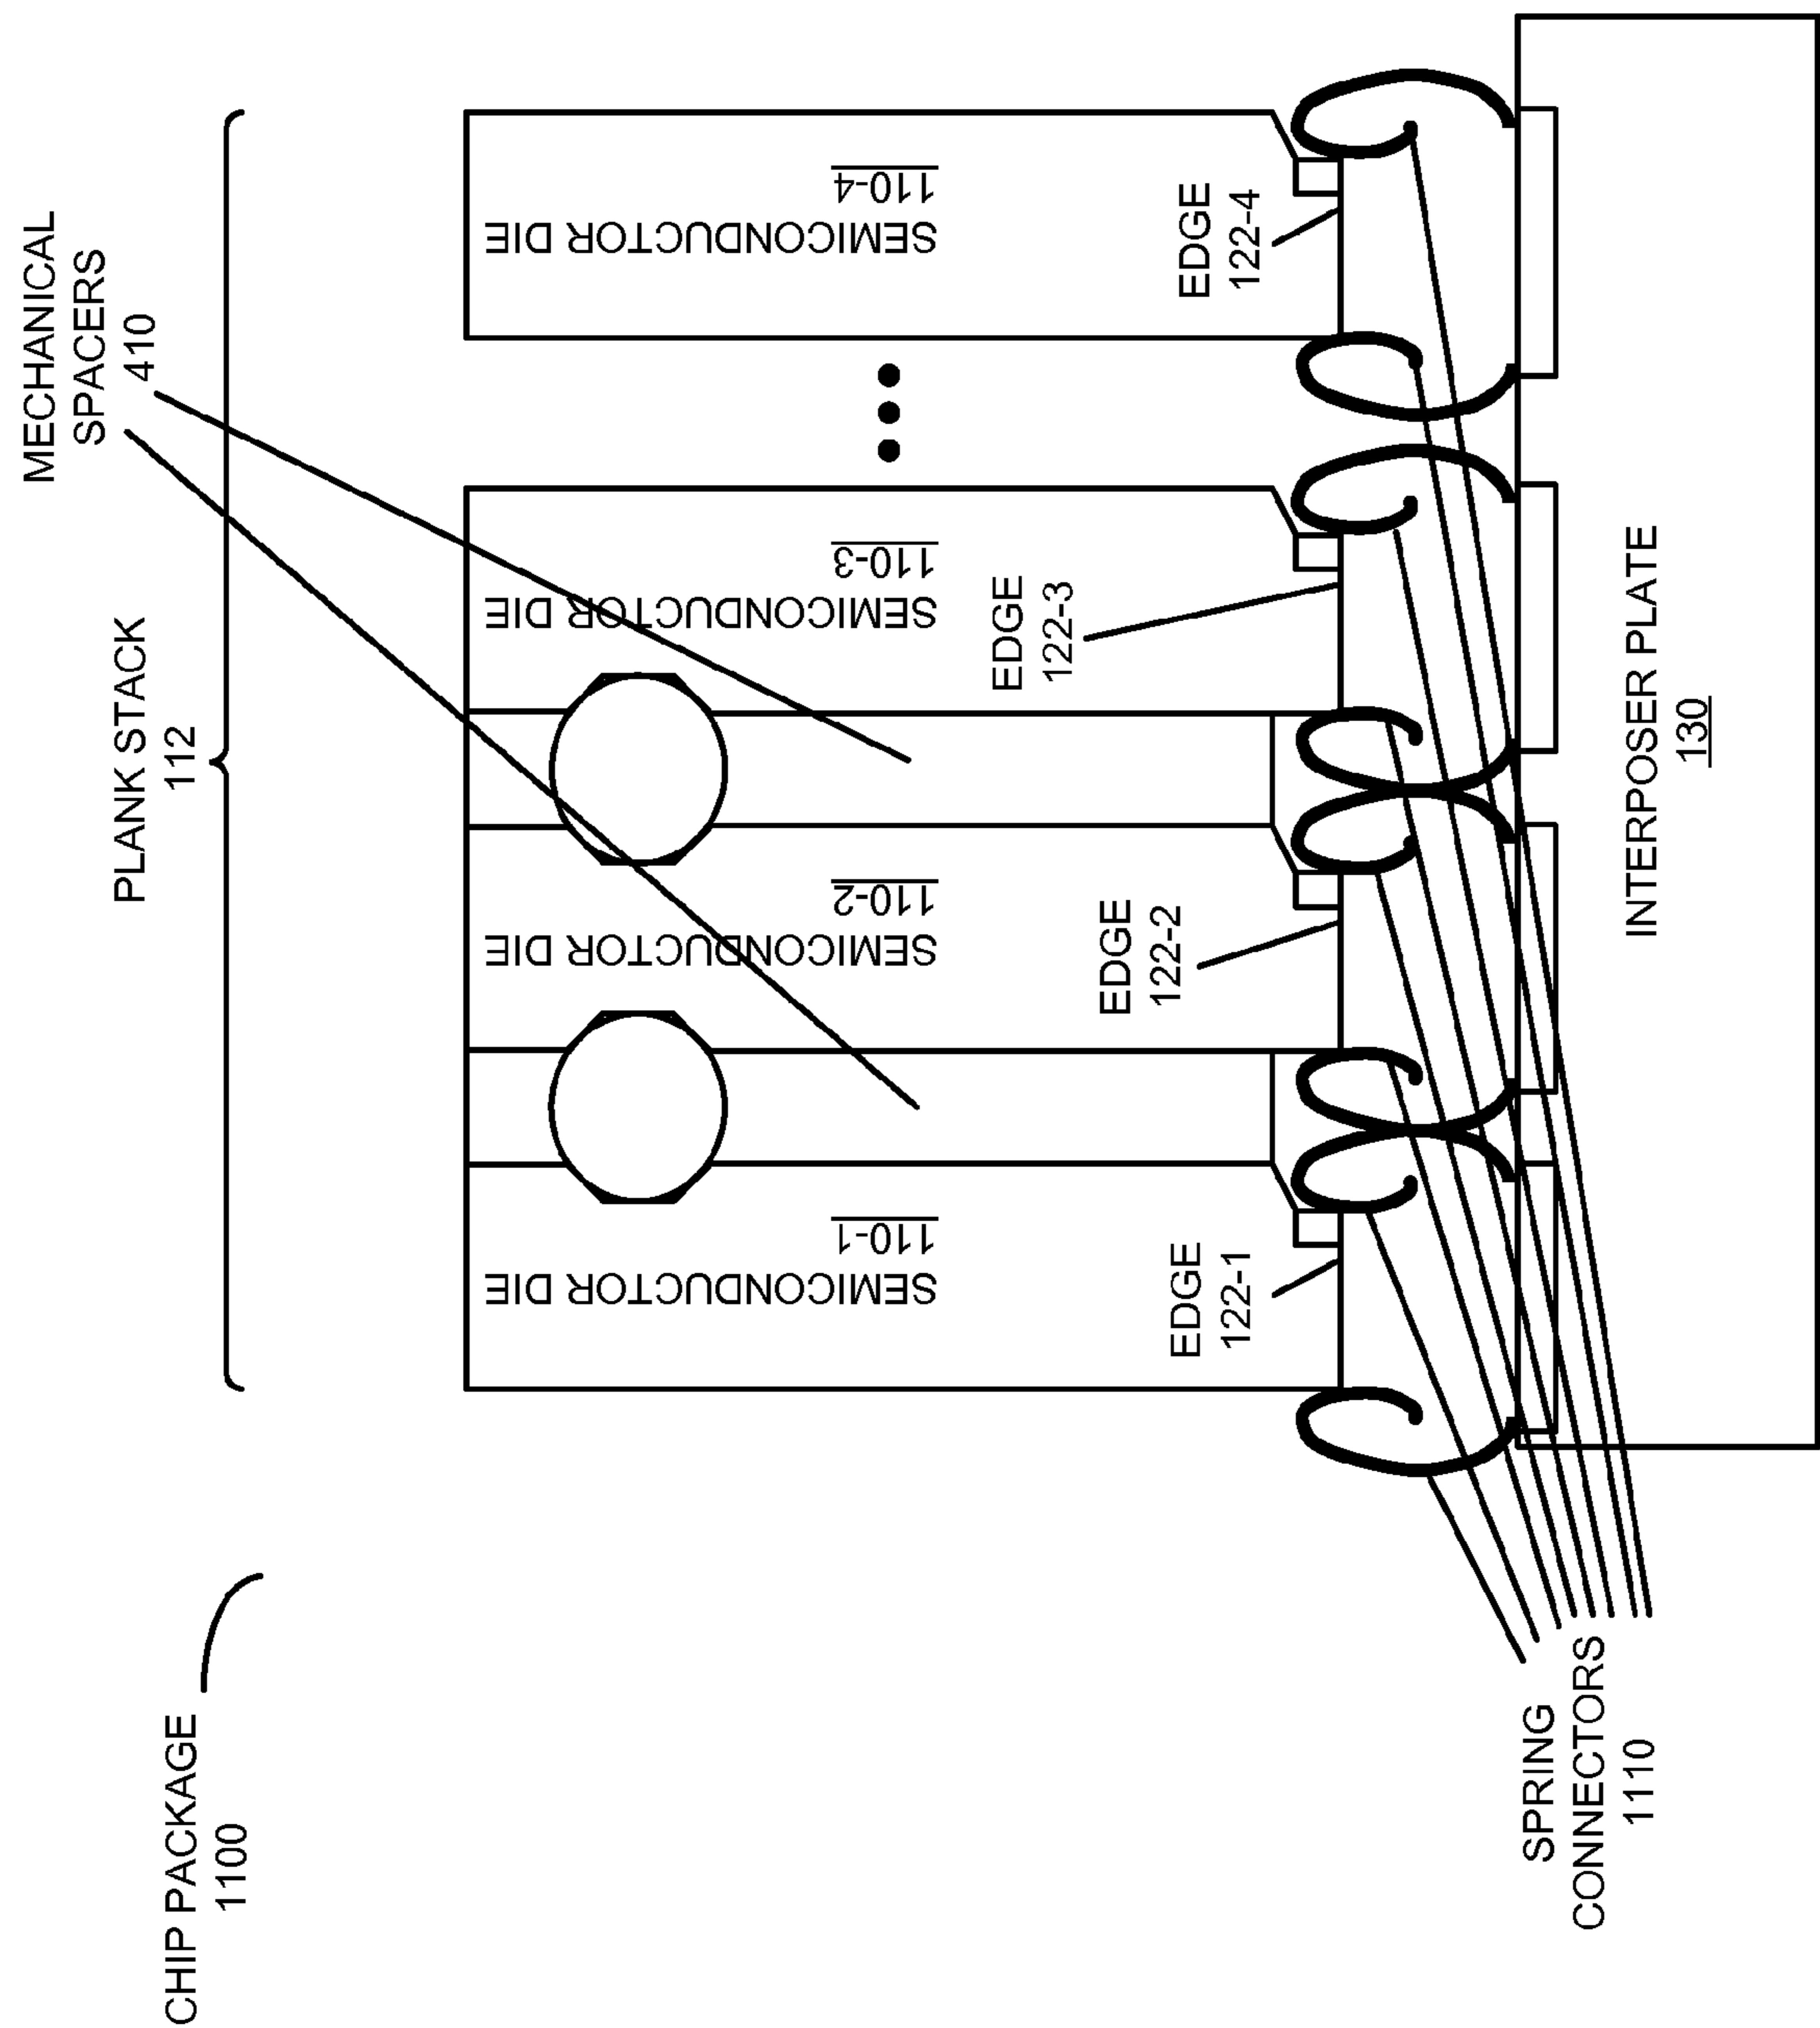 CHIP PACKAGE
1100
PLANK STACK
112
MECHANICAL
SPACERS
410
SEMICONDUCTOR DIE
110-1
SEMICONDUCTOR DIE
110-2
SEMICONDUCTOR DIE
110-3
SEMICONDUCTOR DIE
110-4
EDGE
122-1
EDGE
122-2
EDGE
122-3
EDGE
122-4
SPRING
CONNECTORS
1110
INTERPOSER PLATE
130